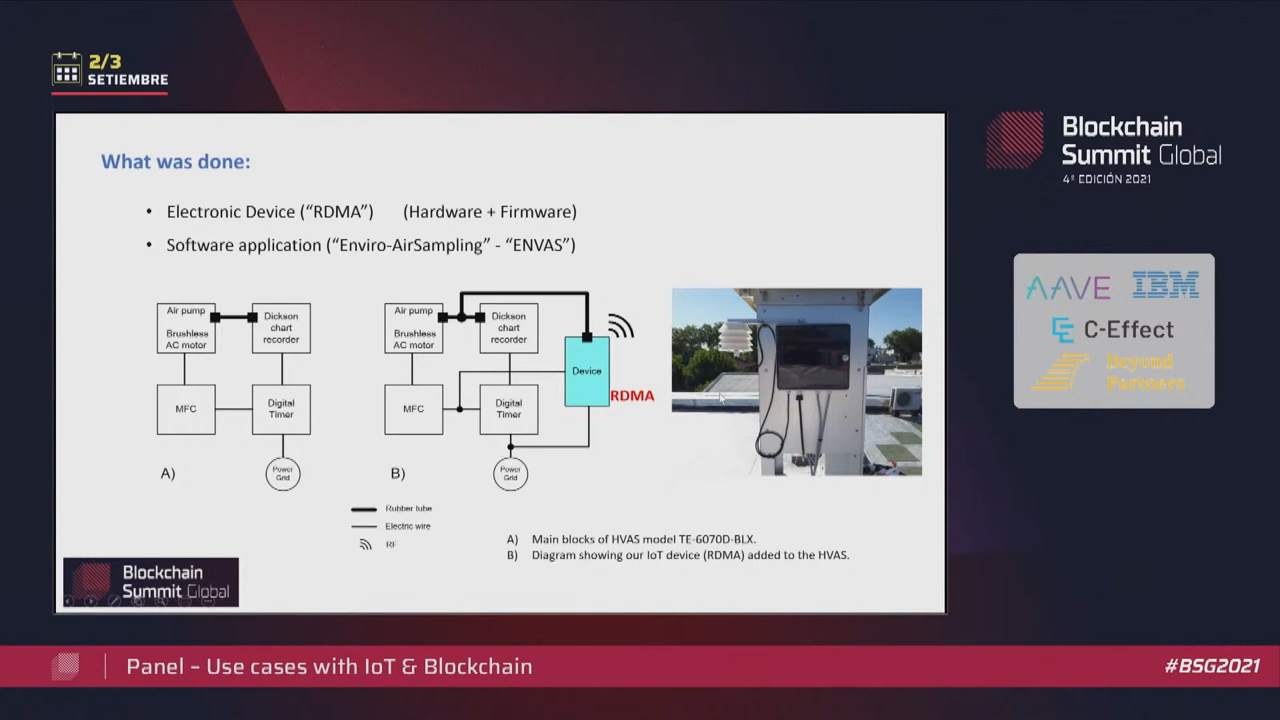 2/3
SETIEMBRE
Blockchain
Summit Global
4ª EDICIÓN 2021
What was done:
• Electronic Device (“RDMA”) (Hardware + Firmware)
• Software application (“Enviro-AirSampling” - “ENVAS”)
Air pump
Brushless
AC motor
Dickson
chart
recorder
MFC
Digital
Timer
Power
Grid
A)
Air pump
Brushless
AC motor
Dickson
chart
recorder
Device
RDMA
MFC
Digital
Timer
Power
Grid
B)
Rubber tube
Electric wire
RF
A) Main blocks of HVAS model TE-6070D-BLX.
B) Diagram showing our IoT device (RDMA) added to the HVAS.
Blockchain
Summit Global
AAVE IBM
C-Effect
Beyond
Partners
Panel – Use cases with IoT & Blockchain
#BSG2021